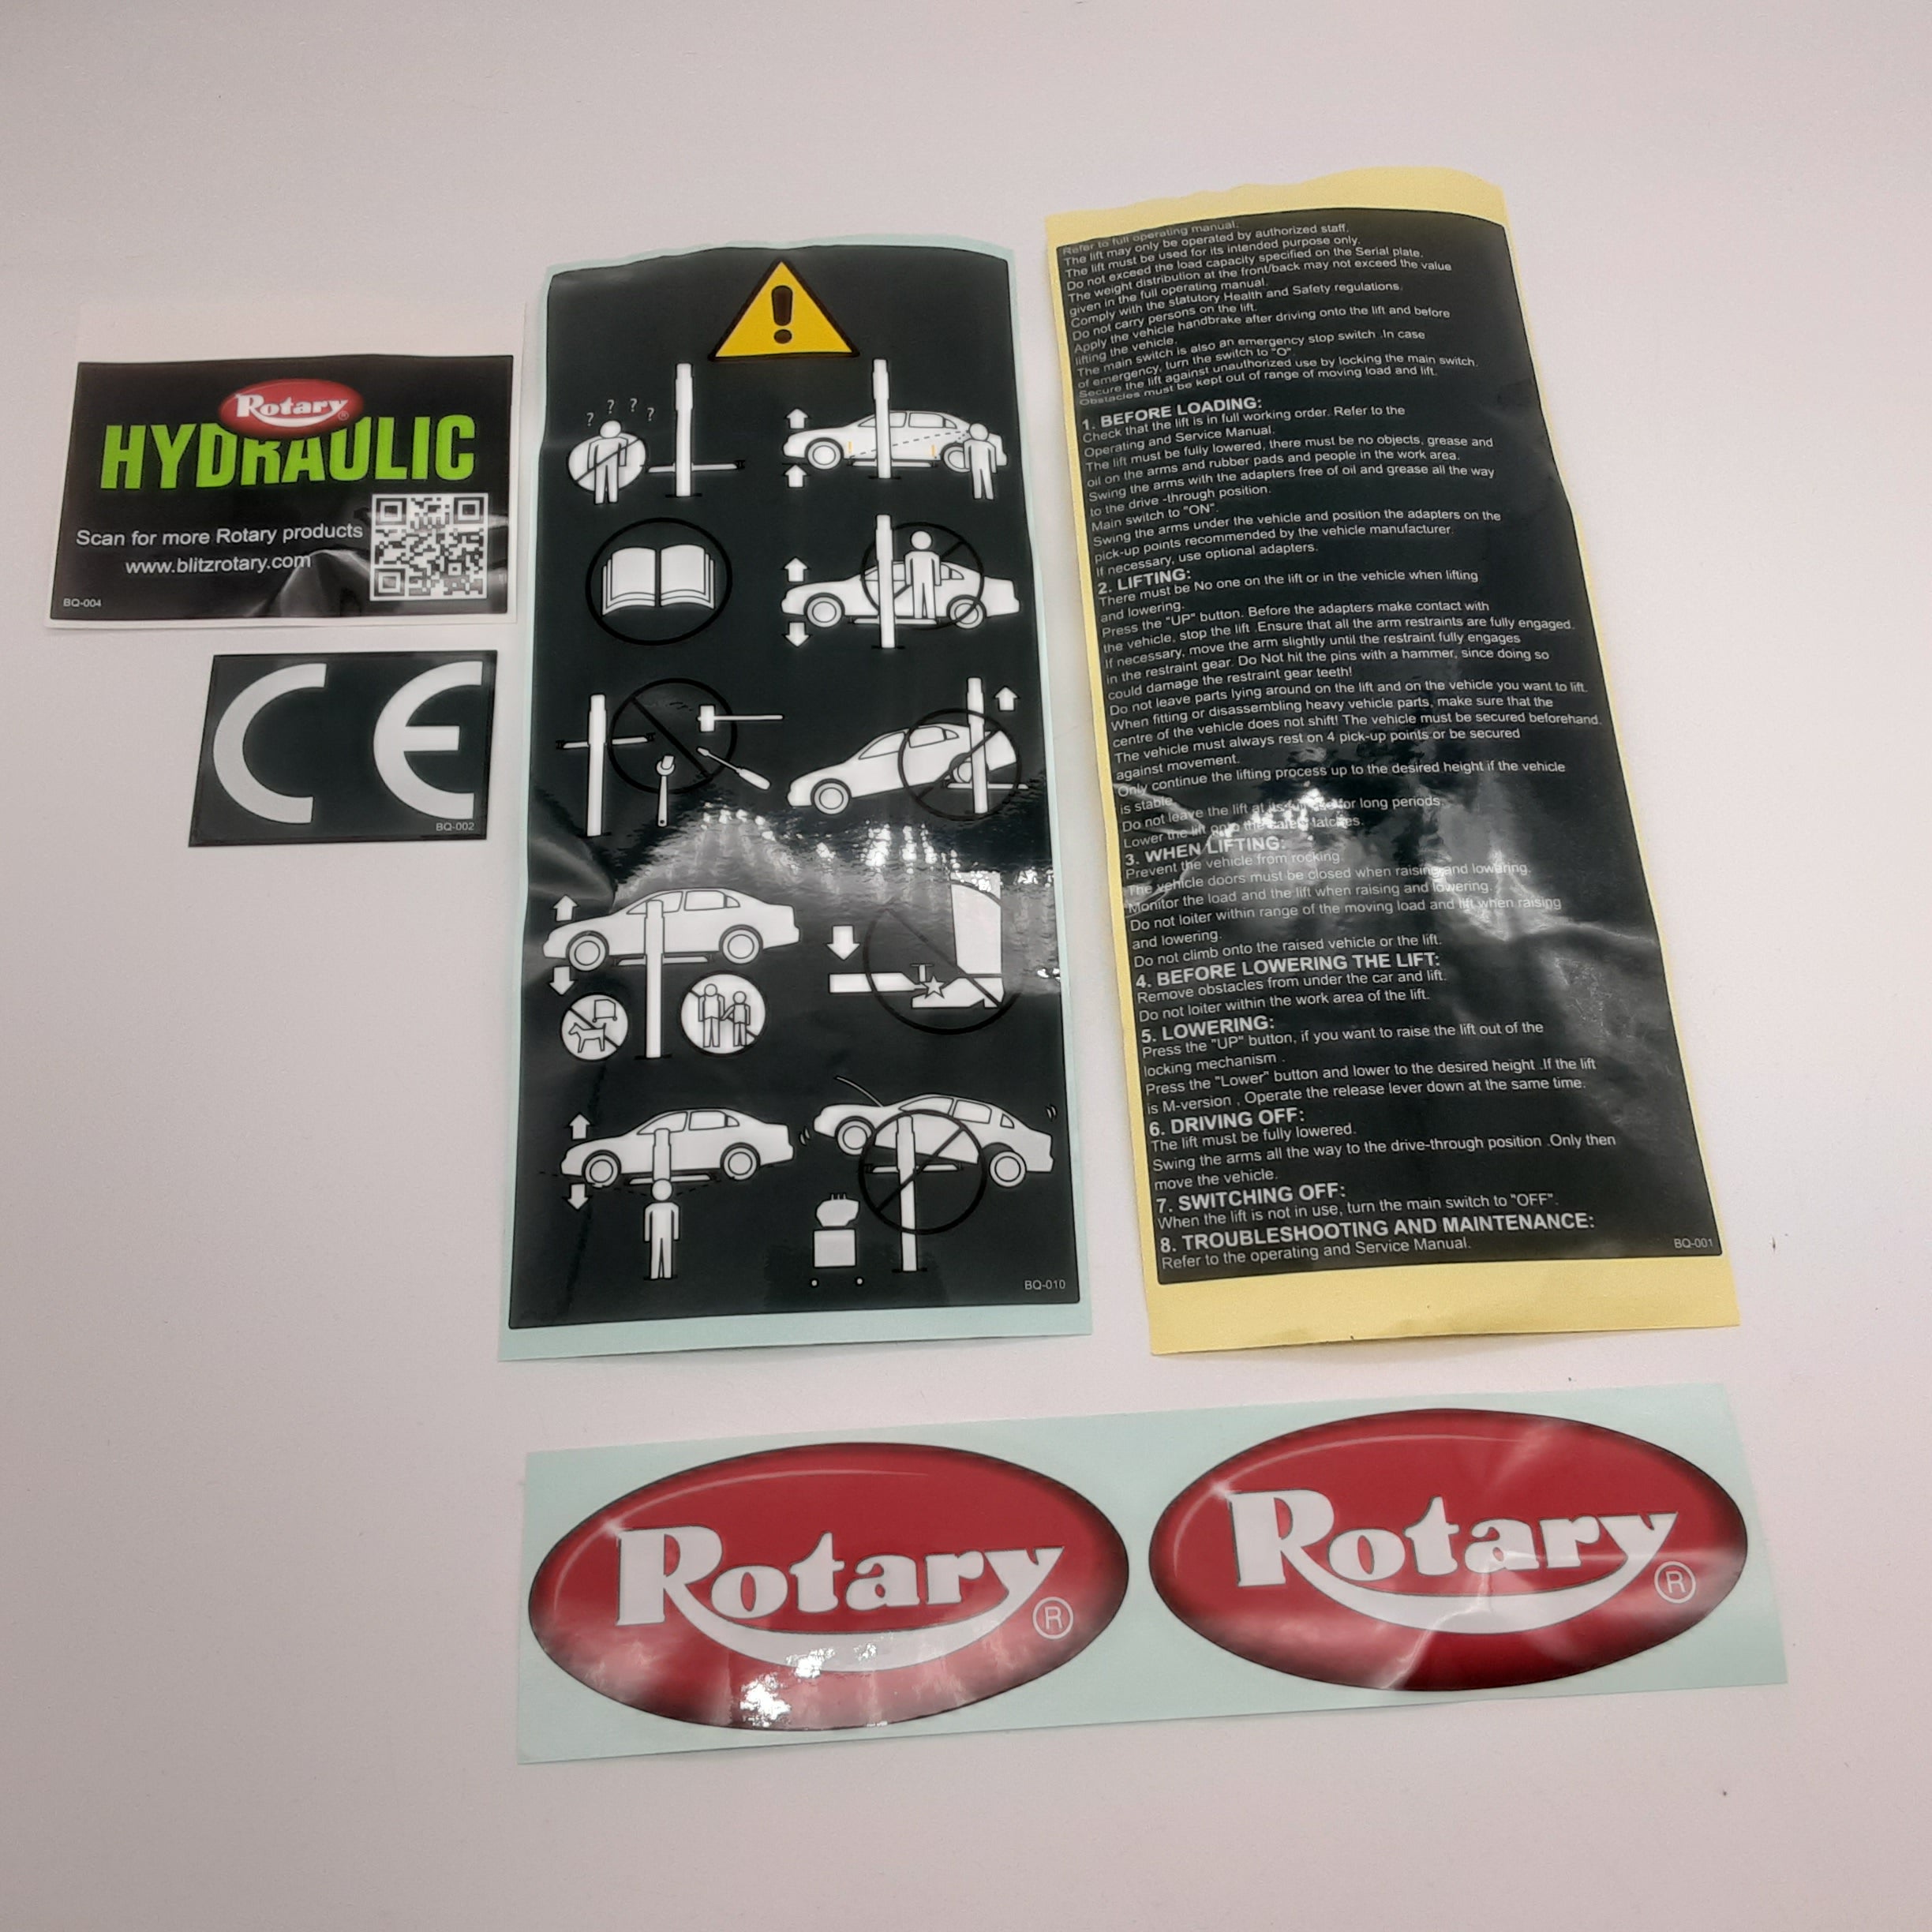 Rotary
HYDRAULIC
Scan for more Rotary products
www.blitzrotary.com
BQ-004
CE
BQ-002
!
? ? ? ?
BQ-010
Refer to full operating manual.
The lift may only be operated by authorized staff.
The lift must be used for its intended purpose only.
Do not exceed the load capacity specified on the Serial plate.
The weight distribution at the front/back may not exceed the value
given in the full operating manual.
Comply with the statutory Health and Safety regulations.
Do not carry persons on the lift.
Apply the vehicle handbrake after driving onto the lift and before
lifting the vehicle.
The main switch is also an emergency stop switch .In case
of emergency, turn the switch to "O".
Secure the lift against unauthorized use by locking the main switch.
Obstacles must be kept out of range of moving load and lift.
1. BEFORE LOADING:
Check that the lift is in full working order. Refer to the
Operating and Service Manual.
The lift must be fully lowered, there must be no objects, grease and
oil on the arms and rubber pads and people in the work area.
Swing the arms with the adapters free of oil and grease all the way
to the drive -through position.
Main switch to "ON".
Swing the arms under the vehicle and position the adapters on the
pick-up points recommended by the vehicle manufacturer.
If necessary, use optional adapters.
2. LIFTING:
There must be No one on the lift or in the vehicle when lifting
and lowering.
Press the "UP" button. Before the adapters make contact with
the vehicle, stop the lift .Ensure that all the arm restraints are fully engaged.
If necessary, move the arm slightly until the restraint fully engages
in the restraint gear. Do Not hit the pins with a hammer, since doing so
could damage the restraint gear teeth!
Do not leave parts lying around on the lift and on the vehicle you want to lift.
When fitting or disassembling heavy vehicle parts, make sure that the
centre of the vehicle does not shift! The vehicle must be secured beforehand.
The vehicle must always rest on 4 pick-up points or be secured
against movement.
Only continue the lifting process up to the desired height if the vehicle
is stable.
Do not leave the lift at its for long periods.
Lower the lift onto the safety latches.
3. WHEN LIFTING:
Prevent the vehicle from rocking.
The vehicle doors must be closed when raising and lowering.
Monitor the load and the lift when raising and lowering.
Do not loiter within range of the moving load and lift when raising
and lowering.
Do not climb onto the raised vehicle or the lift.
4. BEFORE LOWERING THE LIFT:
Remove obstacles from under the car and lift.
Do not loiter within the work area of the lift.
5. LOWERING:
Press the "UP" button, if you want to raise the lift out of the
locking mechanism .
Press the "Lower" button and lower to the desired height .If the lift
is M-version , Operate the release lever down at the same time.
6. DRIVING OFF:
The lift must be fully lowered.
Swing the arms all the way to the drive-through position .Only then
move the vehicle.
7. SWITCHING OFF:
When the lift is not in use, turn the main switch to "OFF".
8. TROUBLESHOOTING AND MAINTENANCE:
Refer to the operating and Service Manual.
BQ-001
Rotary ®
Rotary ®